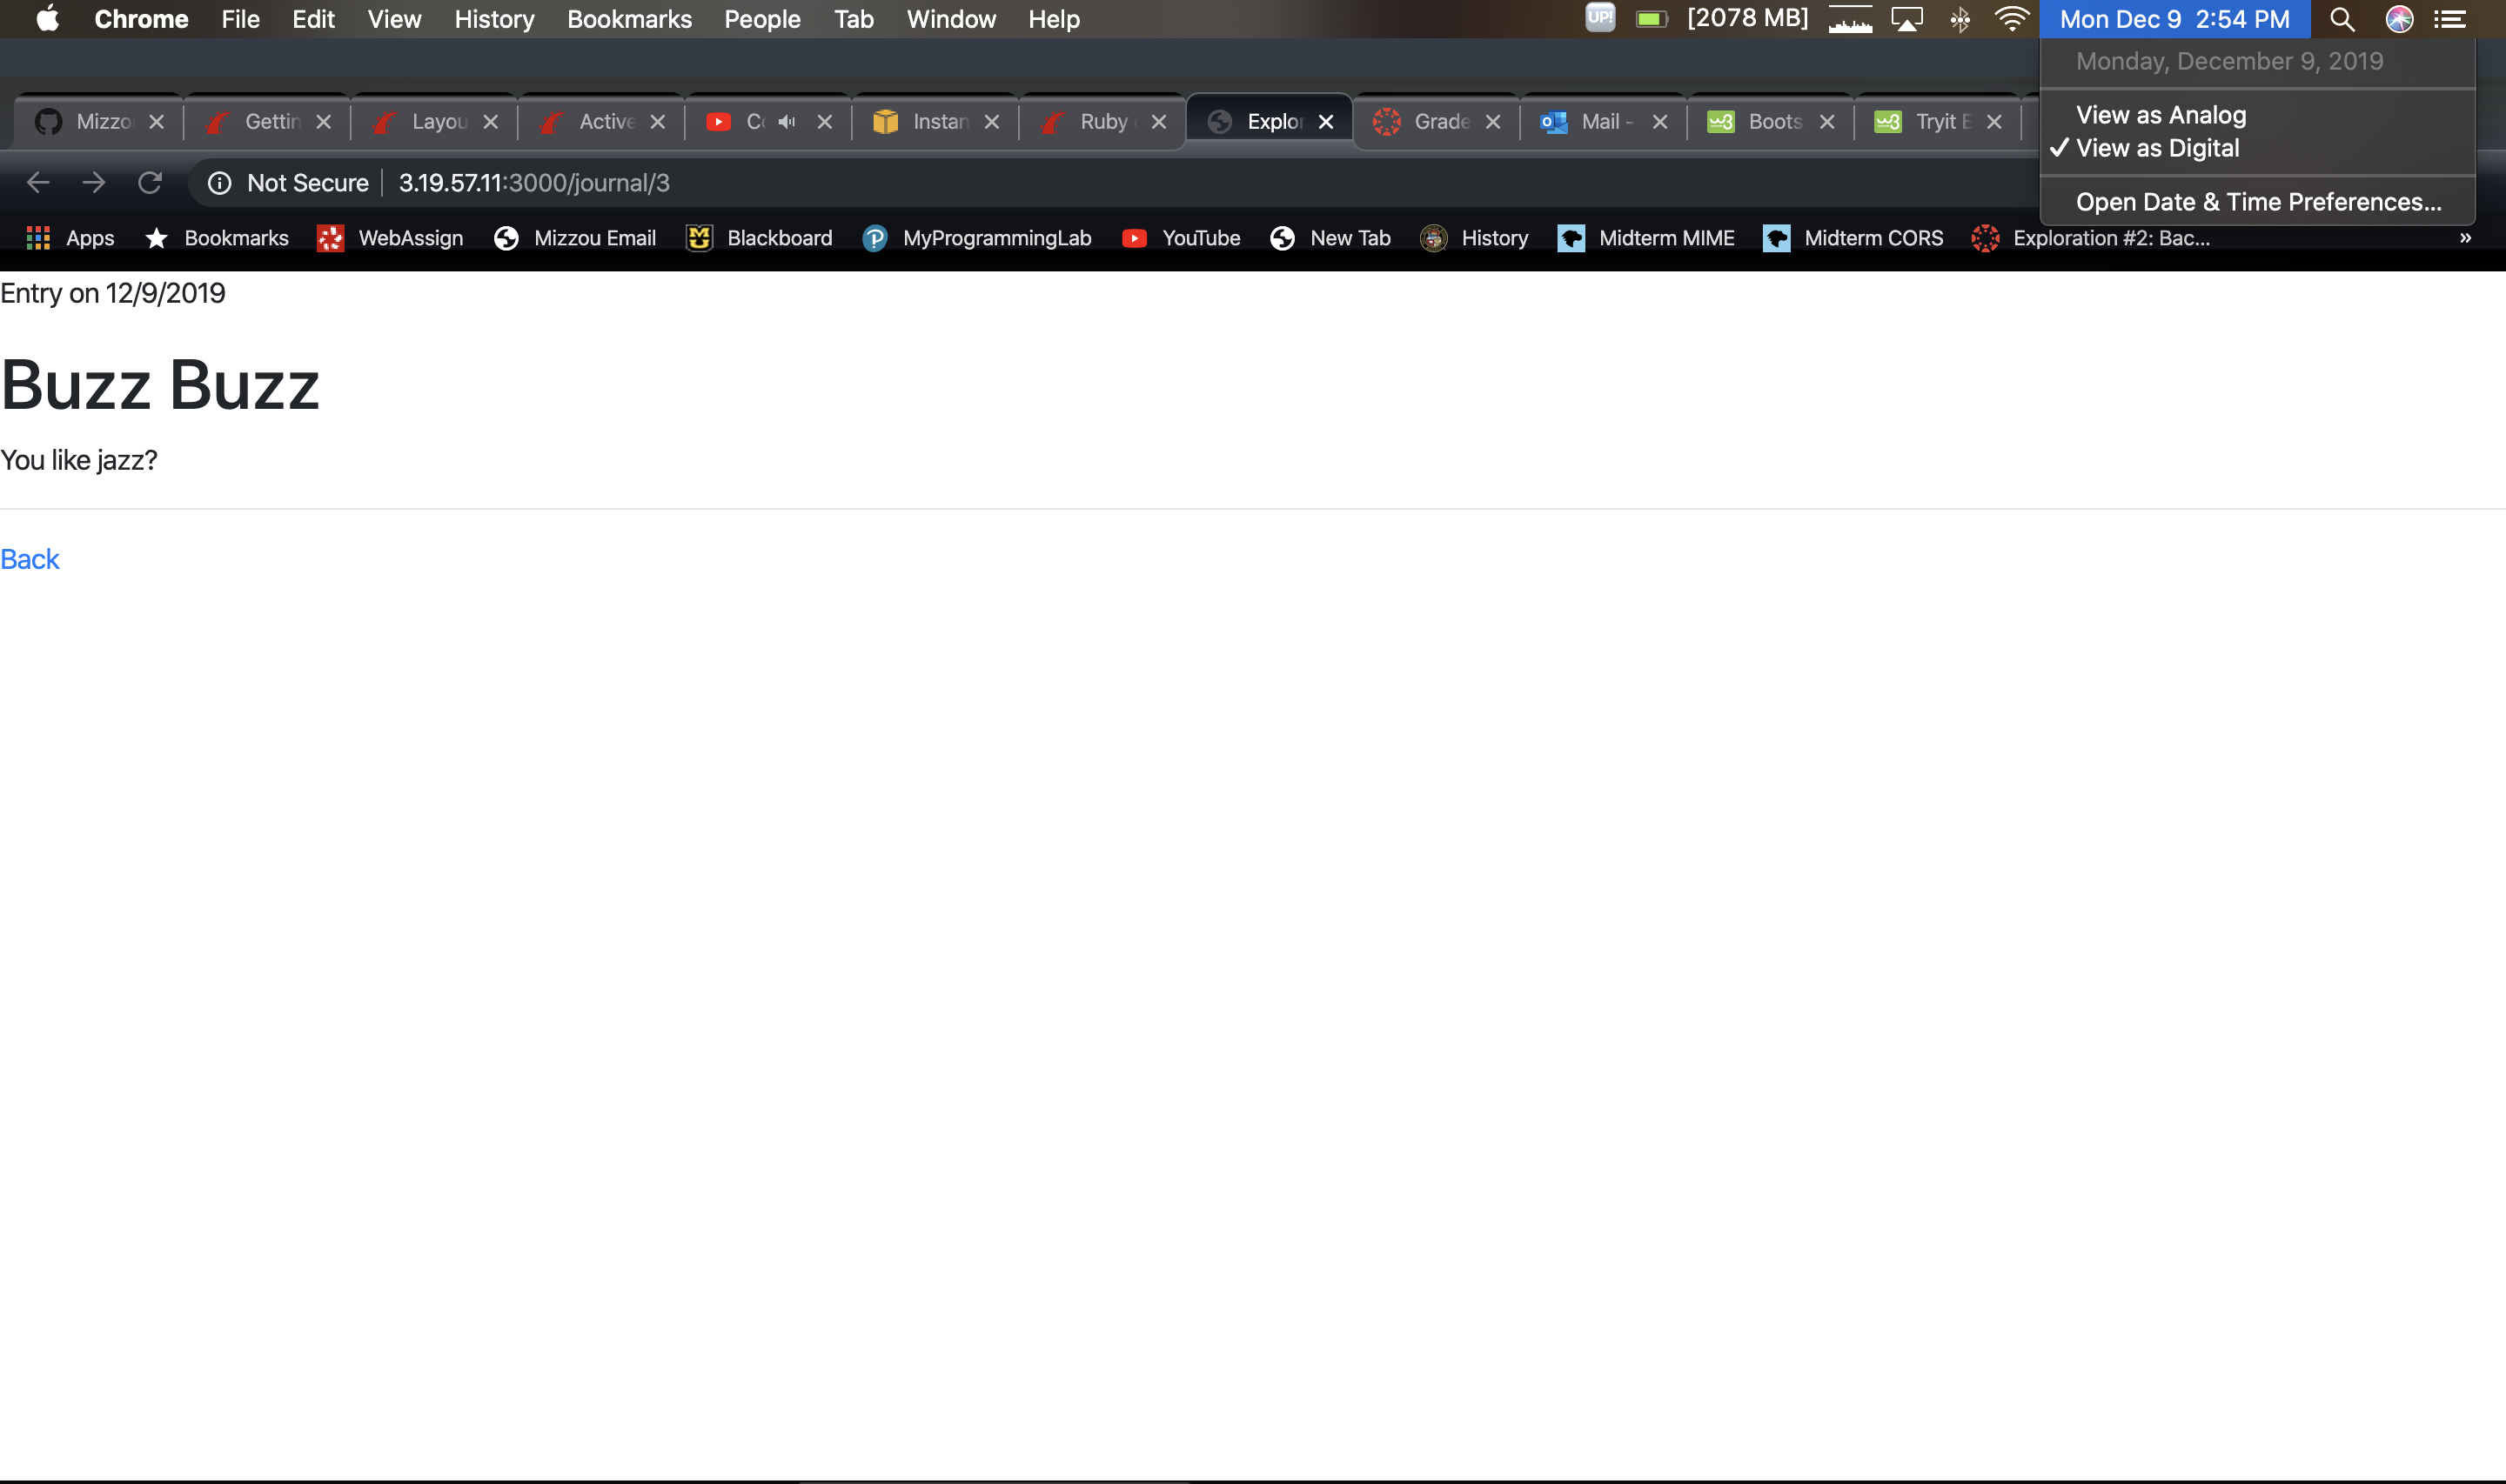 Chrome File Edit View History Bookmarks People Tab Window Help UP! [2078 MB] Mon Dec 9 2:54 PM
Monday, December 9, 2019
View as Analog
✓ View as Digital
Open Date & Time Preferences...
Mizzo Gettin Layou Active Co Instan Ruby Explor Grade Mail - Boots Tryit E
Not Secure | 3.19.57.11:3000/journal/3
Apps Bookmarks WebAssign Mizzou Email Blackboard MyProgrammingLab YouTube New Tab History Midterm MIME Midterm CORS Exploration #2: Bac... »
Entry on 12/9/2019
Buzz Buzz
You like jazz?
Back